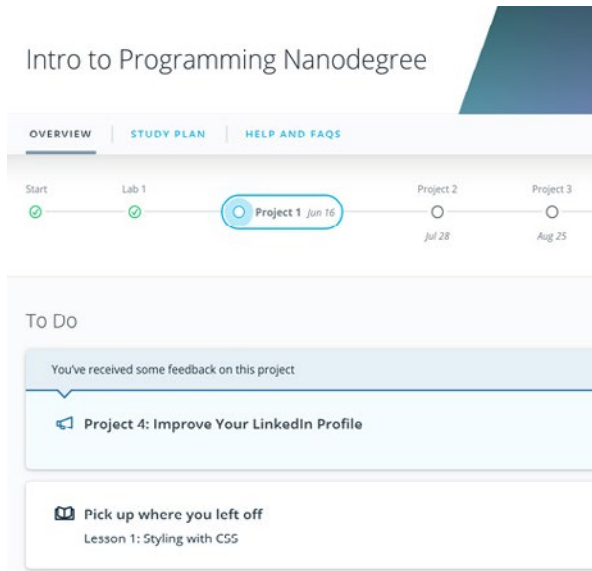 Intro to Programming Nanodegree
OVERVIEW STUDY PLAN HELP AND FAQS
Start Lab 1 Project 2 Project 3
Project 1 Jun 16
Jul 28 Aug 25
To Do
You've received some feedback on this project
Project 4: Improve Your LinkedIn Profile
Pick up where you left off
Lesson 1: Styling with CSS